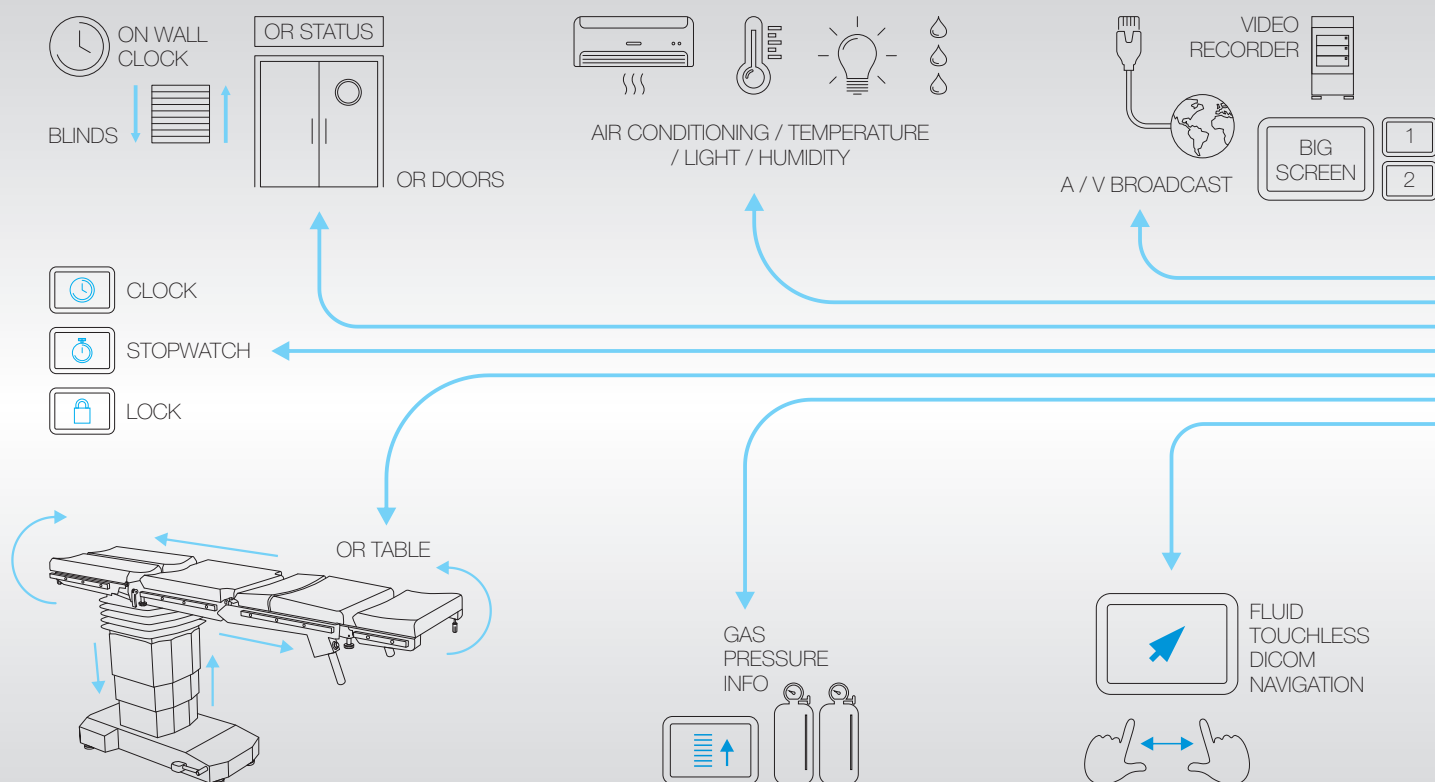 ON WALL
CLOCK
BLINDS
OR STATUS
OR DOORS
AIR CONDITIONING / TEMPERATURE
/ LIGHT / HUMIDITY
A / V BROADCAST
VIDEO
RECORDER
BIG
SCREEN
1
2
CLOCK
STOPWATCH
LOCK
OR TABLE
GAS
PRESSURE
INFO
FLUID
TOUCHLESS
DICOM
NAVIGATION